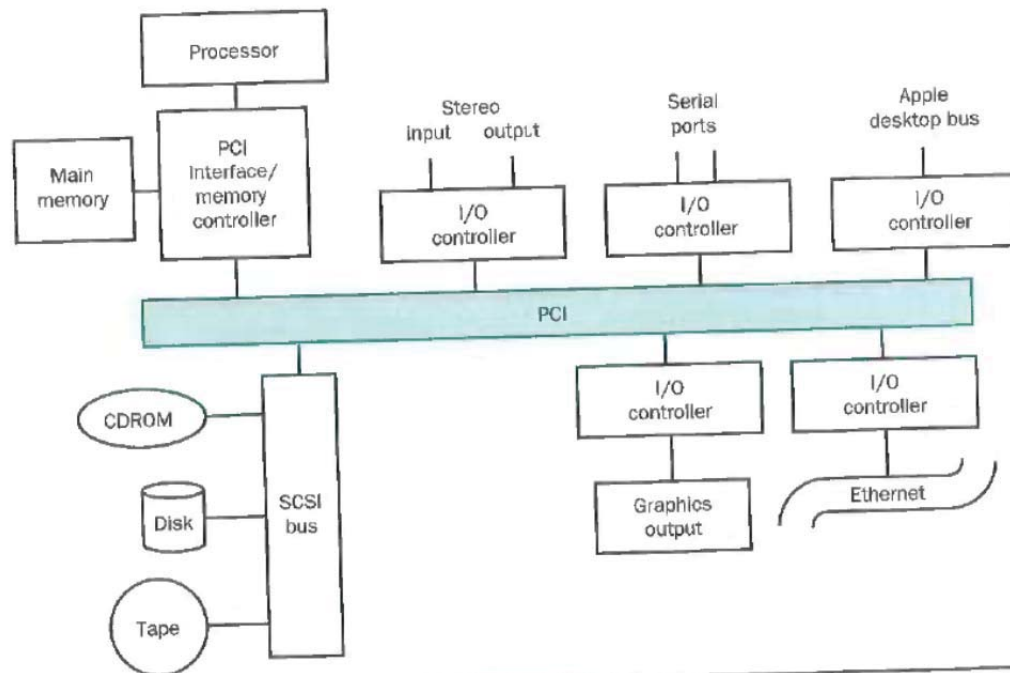 Processor
Main
memory
PCI
Interface/
memory
controller
Stereo
input output
I/O
controller
Serial
ports
I/O
controller
Apple
desktop bus
I/O
controller
PCI
CDROM
Disk
Tape
SCSI
bus
I/O
controller
Graphics
output
I/O
controller
Ethernet